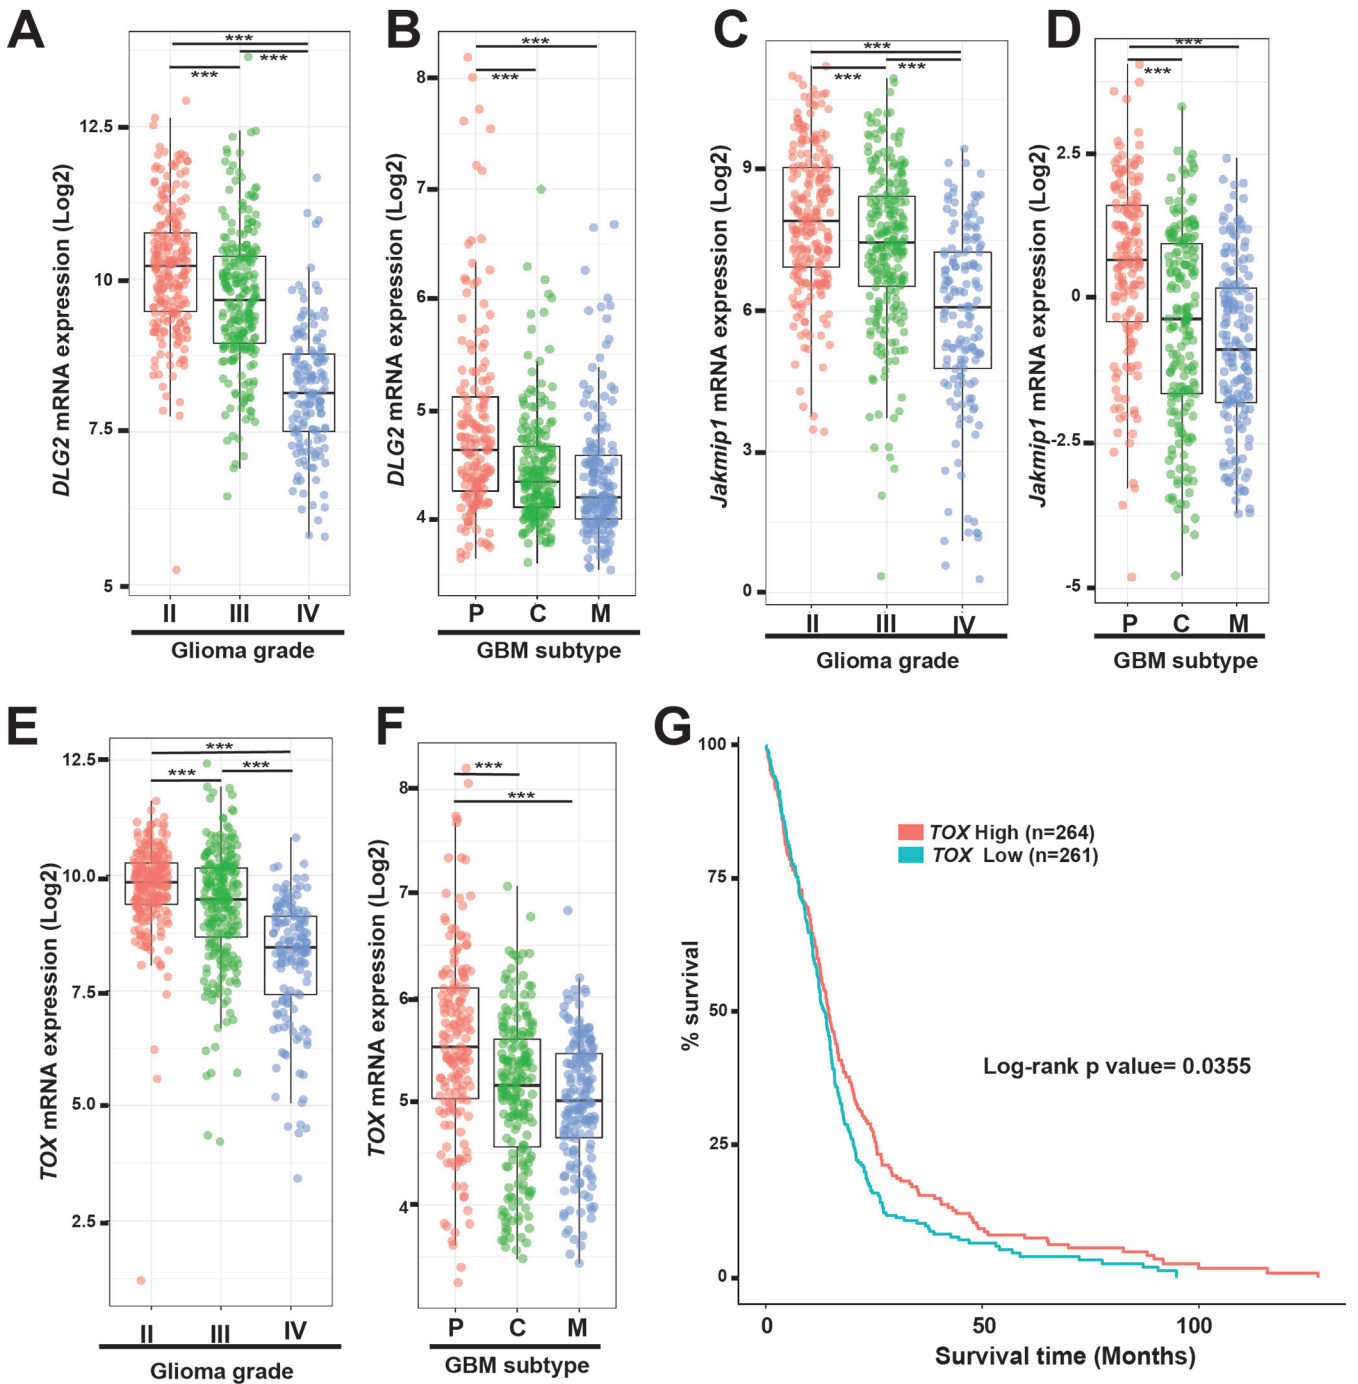 A
DLG2 mRNA expression (Log2)
12.5
10
7.5
5
***
***
***
II III IV
Glioma grade
B
DLG2 mRNA expression (Log2)
8
7
6
5
4
***
***
P C M
GBM subtype
C
Jakmip1 mRNA expression (Log2)
9
6
3
0
***
***
***
II III IV
Glioma grade
D
Jakmip1 mRNA expression (Log2)
2.5
0
-2.5
-5
***
***
P C M
GBM subtype
E
TOX mRNA expression (Log2)
12.5
10.0
7.5
5.0
2.5
***
***
***
II III IV
Glioma grade
F
TOX mRNA expression (Log2)
8
7
6
5
4
***
***
P C M
GBM subtype
G
% survival
100
75
50
25
0
TOX High (n=264)
TOX Low (n=261)
Log-rank p value= 0.0355
0 50 100
Survival time (Months)